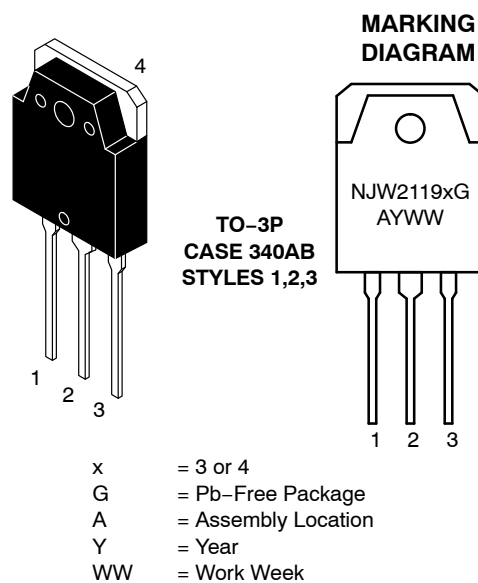 MARKING
DIAGRAM
4
NJW2119xG
AYWW
TO−3P
CASE 340AB
STYLES 1,2,3
1
2
3
1 2 3
x = 3 or 4
G = Pb−Free Package
A = Assembly Location
Y = Year
WW = Work Week